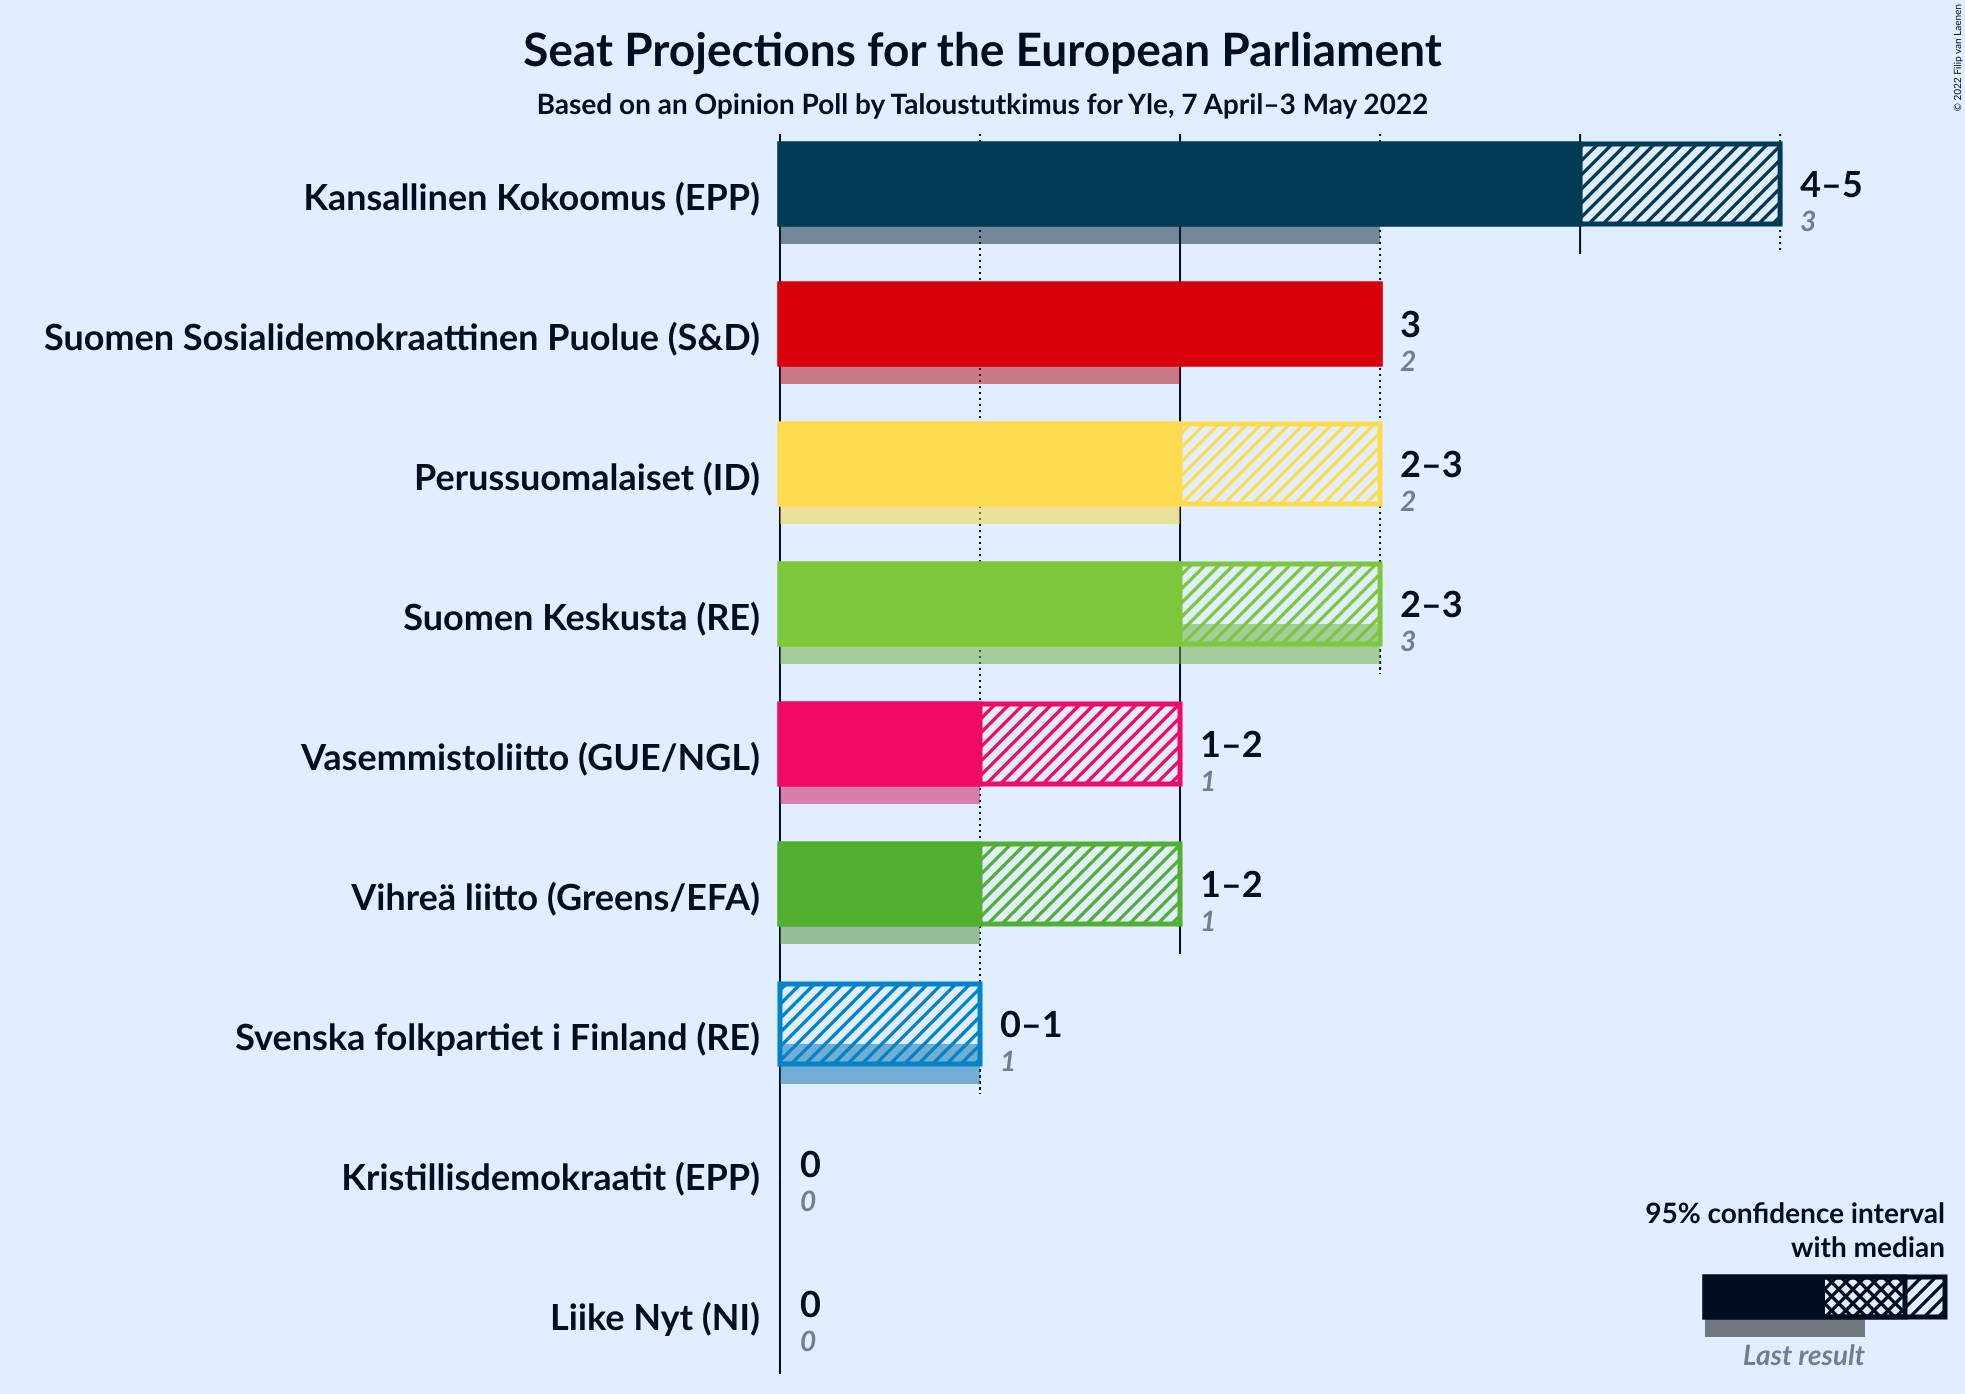 Seat Projections for the European Parliament
Based on an Opinion Poll by Taloustutkimus for Yle, 7 April–3 May 2022
© 2022 Filip van Laenen
Kansallinen Kokoomus (EPP)
4–5
3
Suomen Sosialidemokraattinen Puolue (S&D)
3
2
Perussuomalaiset (ID)
2–3
2
Suomen Keskusta (RE)
2–3
3
Vasemmistoliitto (GUE/NGL)
1–2
1
Vihreä liitto (Greens/EFA)
1–2
1
Svenska folkpartiet i Finland (RE)
0–1
1
Kristillisdemokraatit (EPP)
0
0
Liike Nyt (NI)
0
0
95% confidence interval
with median
Last result